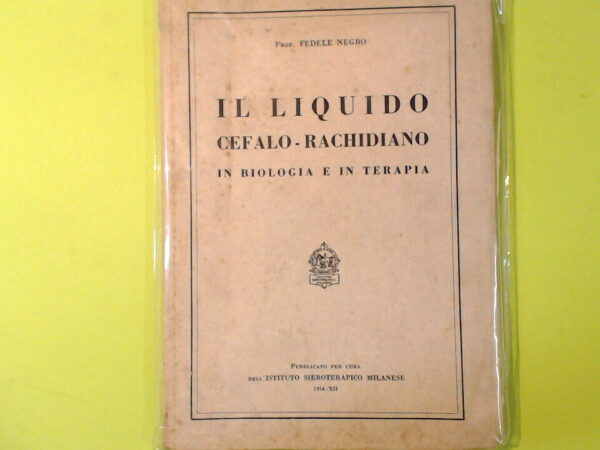 Prof. FEDELE NEGRO
IL LIQUIDO
CEFALO-RACHIDIANO
IN BIOLOGIA E IN TERAPIA
Pubblicato per cura
dell'ISTITUTO SIEROTERAPICO MILANESE
1934-XII